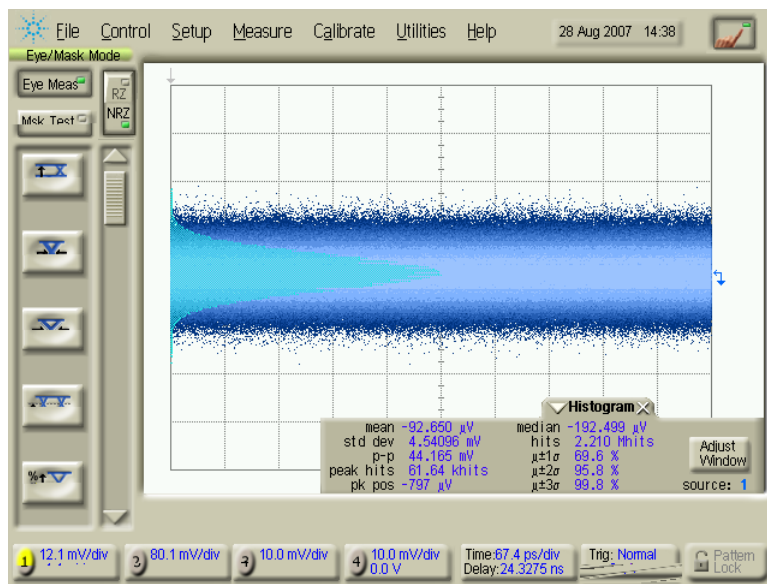 File Control Setup Measure Calibrate Utilities Help 28 Aug 2007 14:38
Eye/Mask Mode
Eye Meas
RZ
NRZ
Msk Test
Histogram
mean -92.650 µV median -192.499 µV
std dev 4.54096 mV hits 2.210 Mhits
p-p 44.165 mV µ±1σ 69.6 %
peak hits 61.64 khits µ±2σ 95.8 %
pk pos -797 µV µ±3σ 99.8 %
Adjust
Window
source: 1
%
1 12.1 mV/div
3 80.1 mV/div
10.0 mV/div
4 10.0 mV/div
0.0 V
Time:67.4 ps/div
Delay:24.3275 ns
Trig: Normal
Pattern
Lock